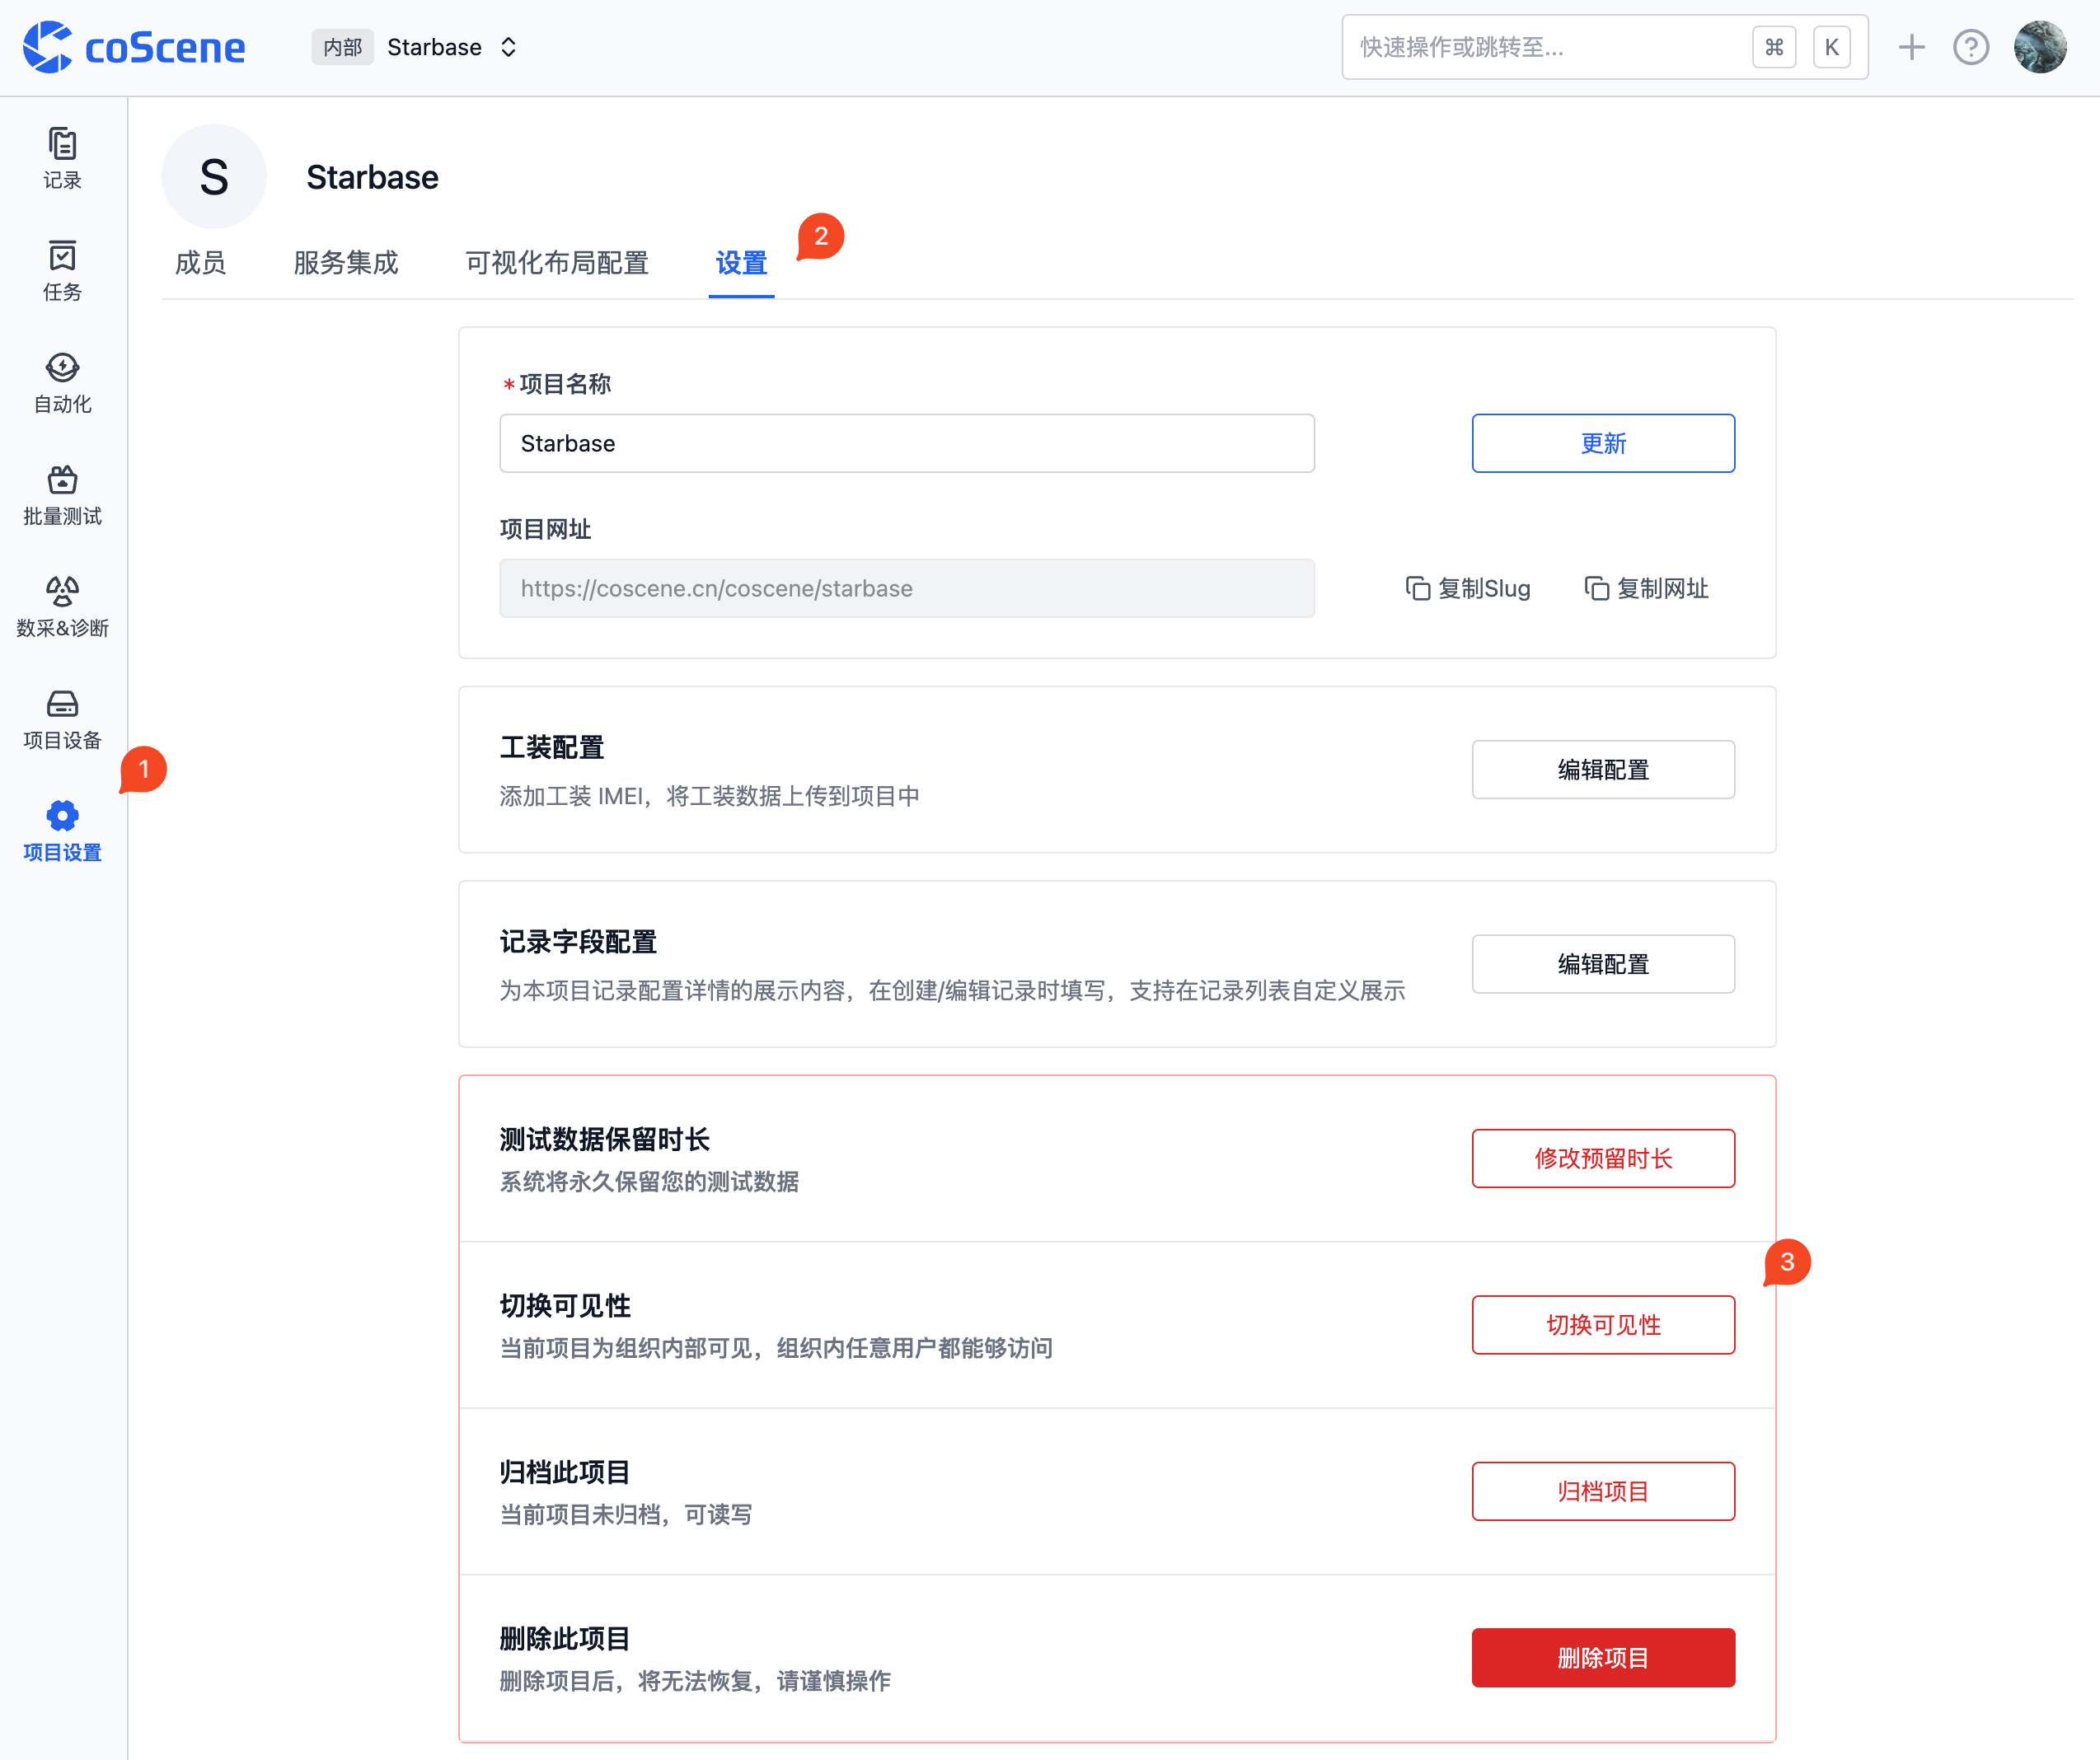 coScene
内部 Starbase
快速操作或跳转至... ⌘ K
记录
任务
自动化
批量测试
数采&诊断
项目设备
1
项目设置
S
Starbase
成员 服务集成 可视化布局配置 设置 2
*项目名称
Starbase 更新
项目网址
https://coscene.cn/coscene/starbase 复制Slug 复制网址
工装配置
添加工装 IMEI，将工装数据上传到项目中
编辑配置
记录字段配置
为本项目记录配置详情的展示内容，在创建/编辑记录时填写，支持在记录列表自定义展示
编辑配置
测试数据保留时长
系统将永久保留您的测试数据
修改预留时长
3
切换可见性
当前项目为组织内部可见，组织内任意用户都能够访问
切换可见性
归档此项目
当前项目未归档，可读写
归档项目
删除此项目
删除项目后，将无法恢复，请谨慎操作
删除项目